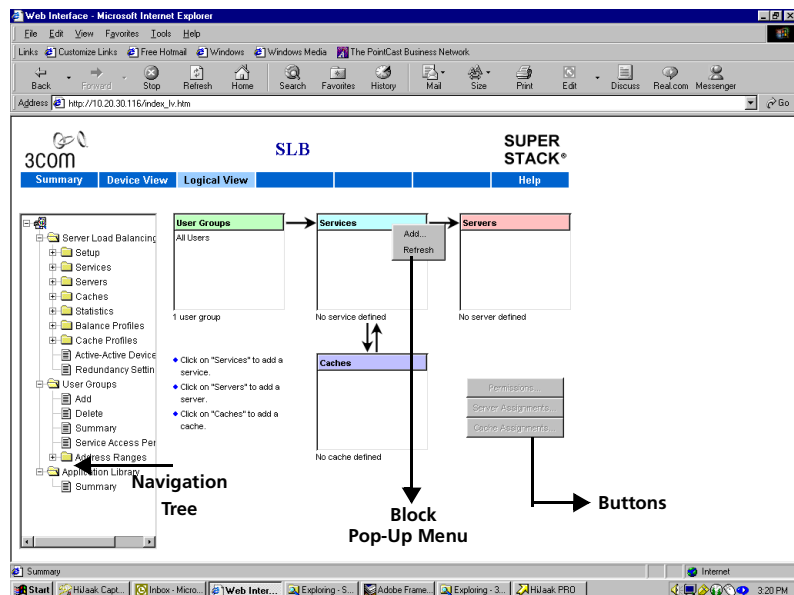 Web Interface - Microsoft Internet Explorer
File Edit View Favorites Tools Help
Links Customize Links Free Hotmail Windows Windows Media The PointCast Business Network
Back Forward Stop Refresh Home Search Favorites History Mail Size Print Edit Discuss Real.com Messenger
Address http://10.20.30.116/index_lv.htm Go
3COM
SLB
SUPER
STACK®
Summary Device View Logical View Help
Server Load Balancing
Setup
Services
Servers
Caches
Statistics
Balance Profiles
Cache Profiles
Active-Active Device
Redundancy Settin
User Groups
Add
Delete
Summary
Service Access Per
Address Ranges
Application Library
Summary
User Groups
All Users
1 user group
Services
Add...
Refresh
No service defined
Servers
No server defined
Click on "Services" to add a
service.
Click on "Servers" to add a
server.
Click on "Caches" to add a
cache.
Caches
No cache defined
Permissions...
Server Assignments...
Cache Assignments...
Navigation
Tree
Block
Pop-Up Menu
Buttons
Summary Internet
Start HiJaak Capt... Inbox - Micro... Web Inter... Exploring - S... Adobe Frame... Exploring - 3... HiJaak PRO 3:20 PM